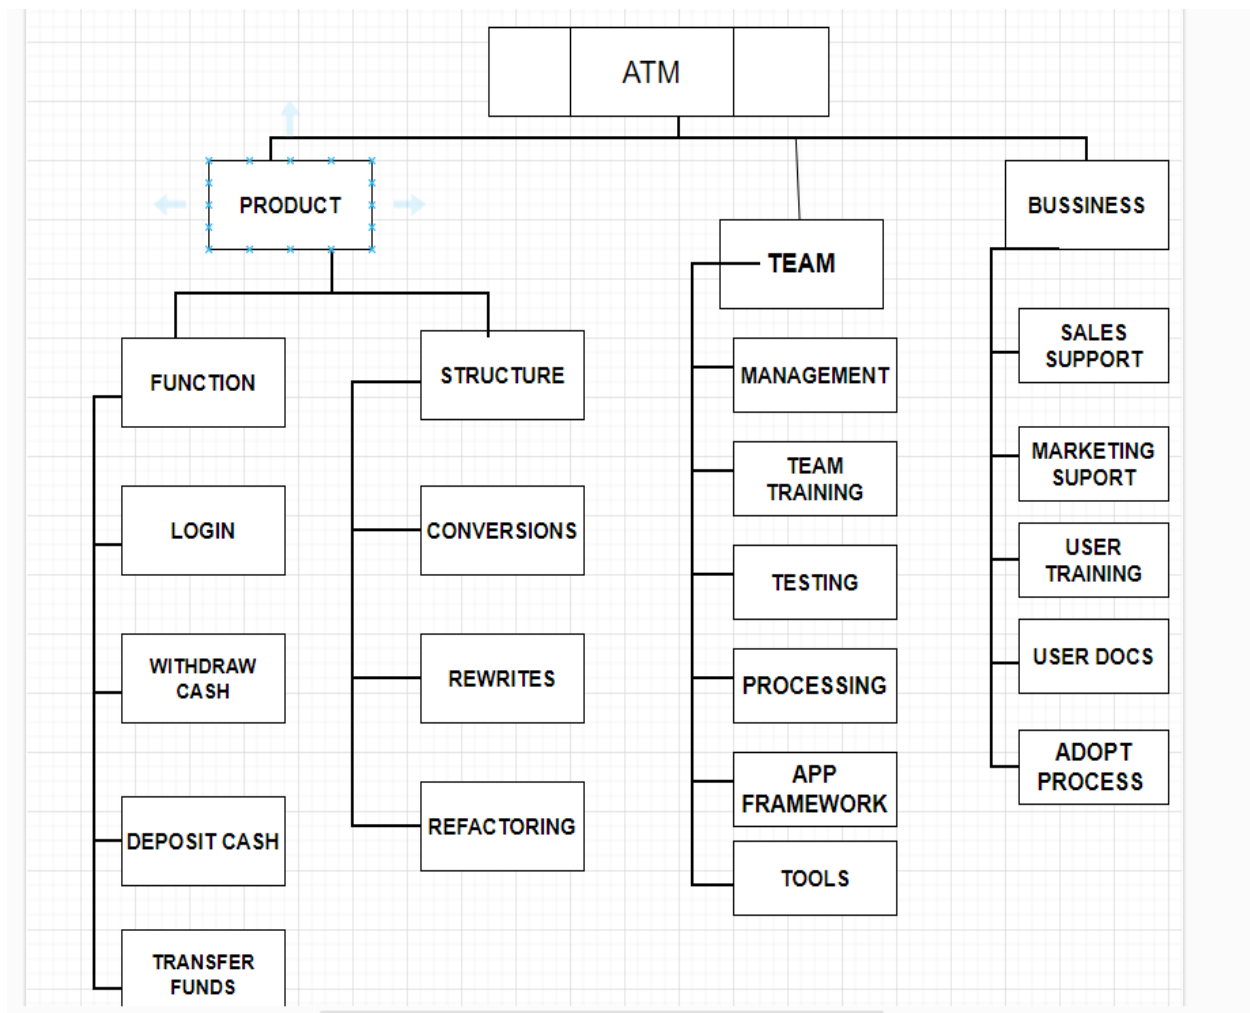 ATM
PRODUCT
BUSSINESS
TEAM
FUNCTION
STRUCTURE
MANAGEMENT
SALES
SUPPORT
LOGIN
CONVERSIONS
TEAM
TRAINING
MARKETING
SUPORT
TESTING
USER
TRAINING
WITHDRAW
CASH
REWRITES
PROCESSING
USER DOCS
DEPOSIT CASH
REFACTORING
APP
FRAMEWORK
ADOPT
PROCESS
TOOLS
TRANSFER
FUNDS